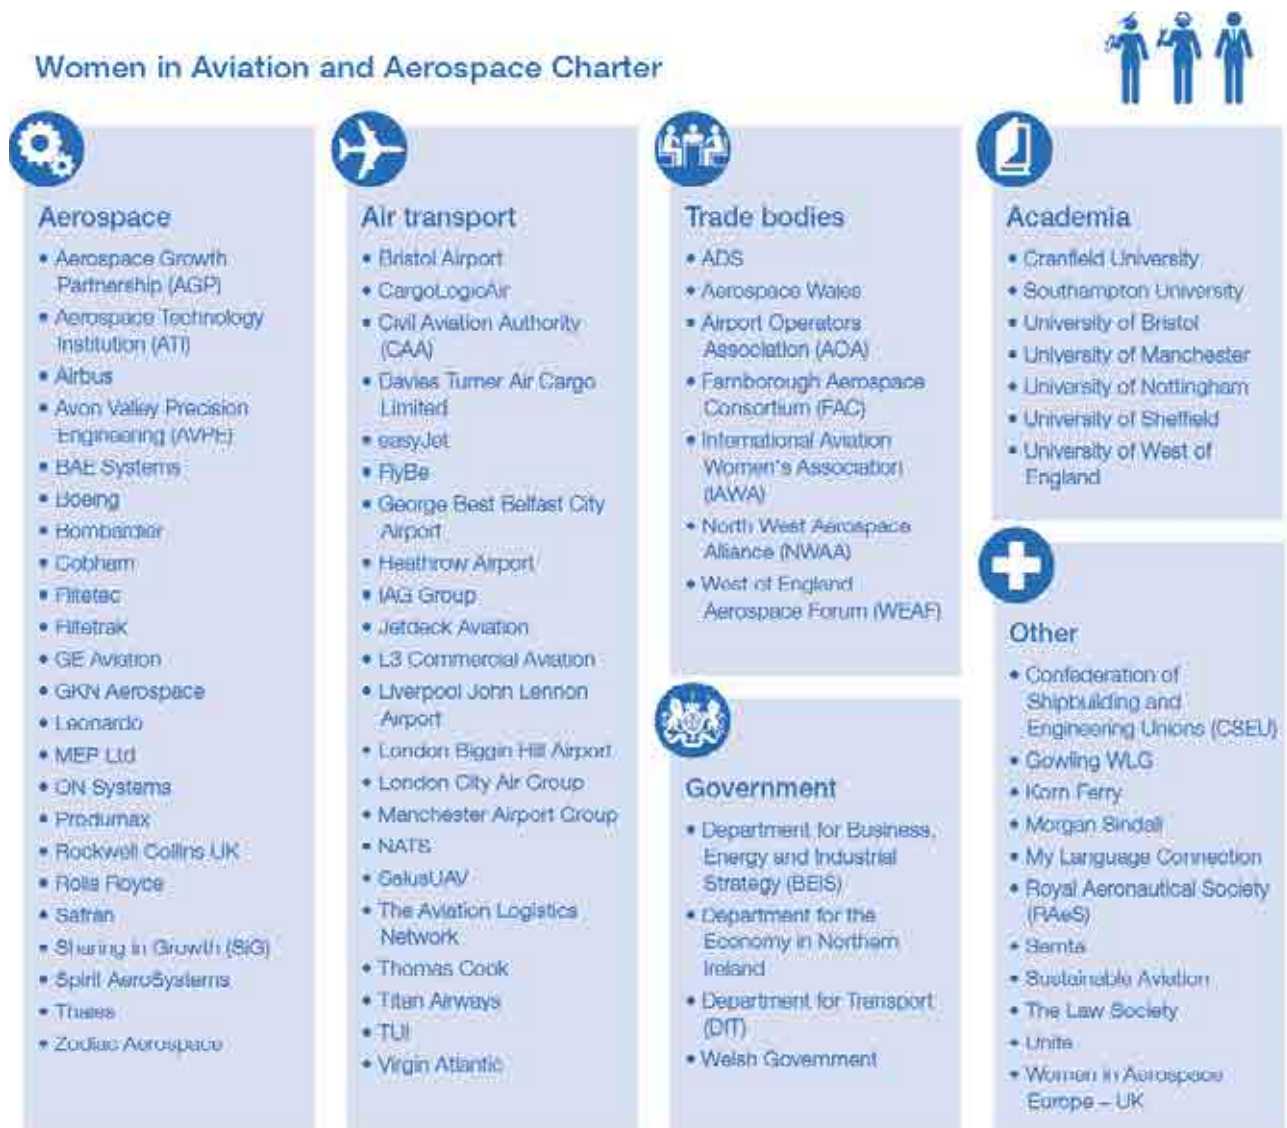 Women in Aviation and Aerospace Charter
Aerospace
• Aerospace Growth
Partnership (AGP)
• Aerospace Technology
Institution (ATI)
• Airbus
• Avon Valley Precision
Engineering (AVPE)
• BAE Systems
• Boeing
• Bombardier
• Cobham
• Flitetec
• Flitetrak
• GE Aviation
• GKN Aerospace
• Leonardo
• MEP Ltd
• ON Systems
• Produmax
• Rockwell Collins UK
• Rolls Royce
• Safran
• Sharing in Growth (SiG)
• Spirit AeroSystems
• Thales
• Zodiac Aerospace
Air transport
• Bristol Airport
• CargoLogicAir
• Civil Aviation Authority
(CAA)
• Davies Turner Air Cargo
Limited
• easyJet
• FlyBe
• George Best Belfast City
Airport
• Heathrow Airport
• IAG Group
• Jetdeck Aviation
• L3 Commercial Aviation
• Liverpool John Lennon
Airport
• London Biggin Hill Airport
• London City Air Group
• Manchester Airport Group
• NATS
• SalusUAV
• The Aviation Logistics
Network
• Thomas Cook
• Titan Airways
• TUI
• Virgin Atlantic
Trade bodies
• ADS
• Aerospace Wales
• Airport Operators
Association (AOA)
• Farnborough Aerospace
Consortium (FAC)
• International Aviation
Women's Association
(IAWA)
• North West Aerospace
Alliance (NWAA)
• West of England
Aerospace Forum (WEAF)
Government
• Department for Business,
Energy and Industrial
Strategy (BEIS)
• Department for the
Economy in Northern
Ireland
• Department for Transport
(DfT)
• Welsh Government
Academia
• Cranfield University
• Southampton University
• University of Bristol
• University of Manchester
• University of Nottingham
• University of Sheffield
• University of West of
England
Other
• Confederation of
Shipbuilding and
Engineering Unions (CSEU)
• Gowling WLG
• Korn Ferry
• Morgan Sindall
• My Language Connection
• Royal Aeronautical Society
(RAeS)
• Semta
• Sustainable Aviation
• The Law Society
• Unite
• Women in Aerospace
Europe – UK